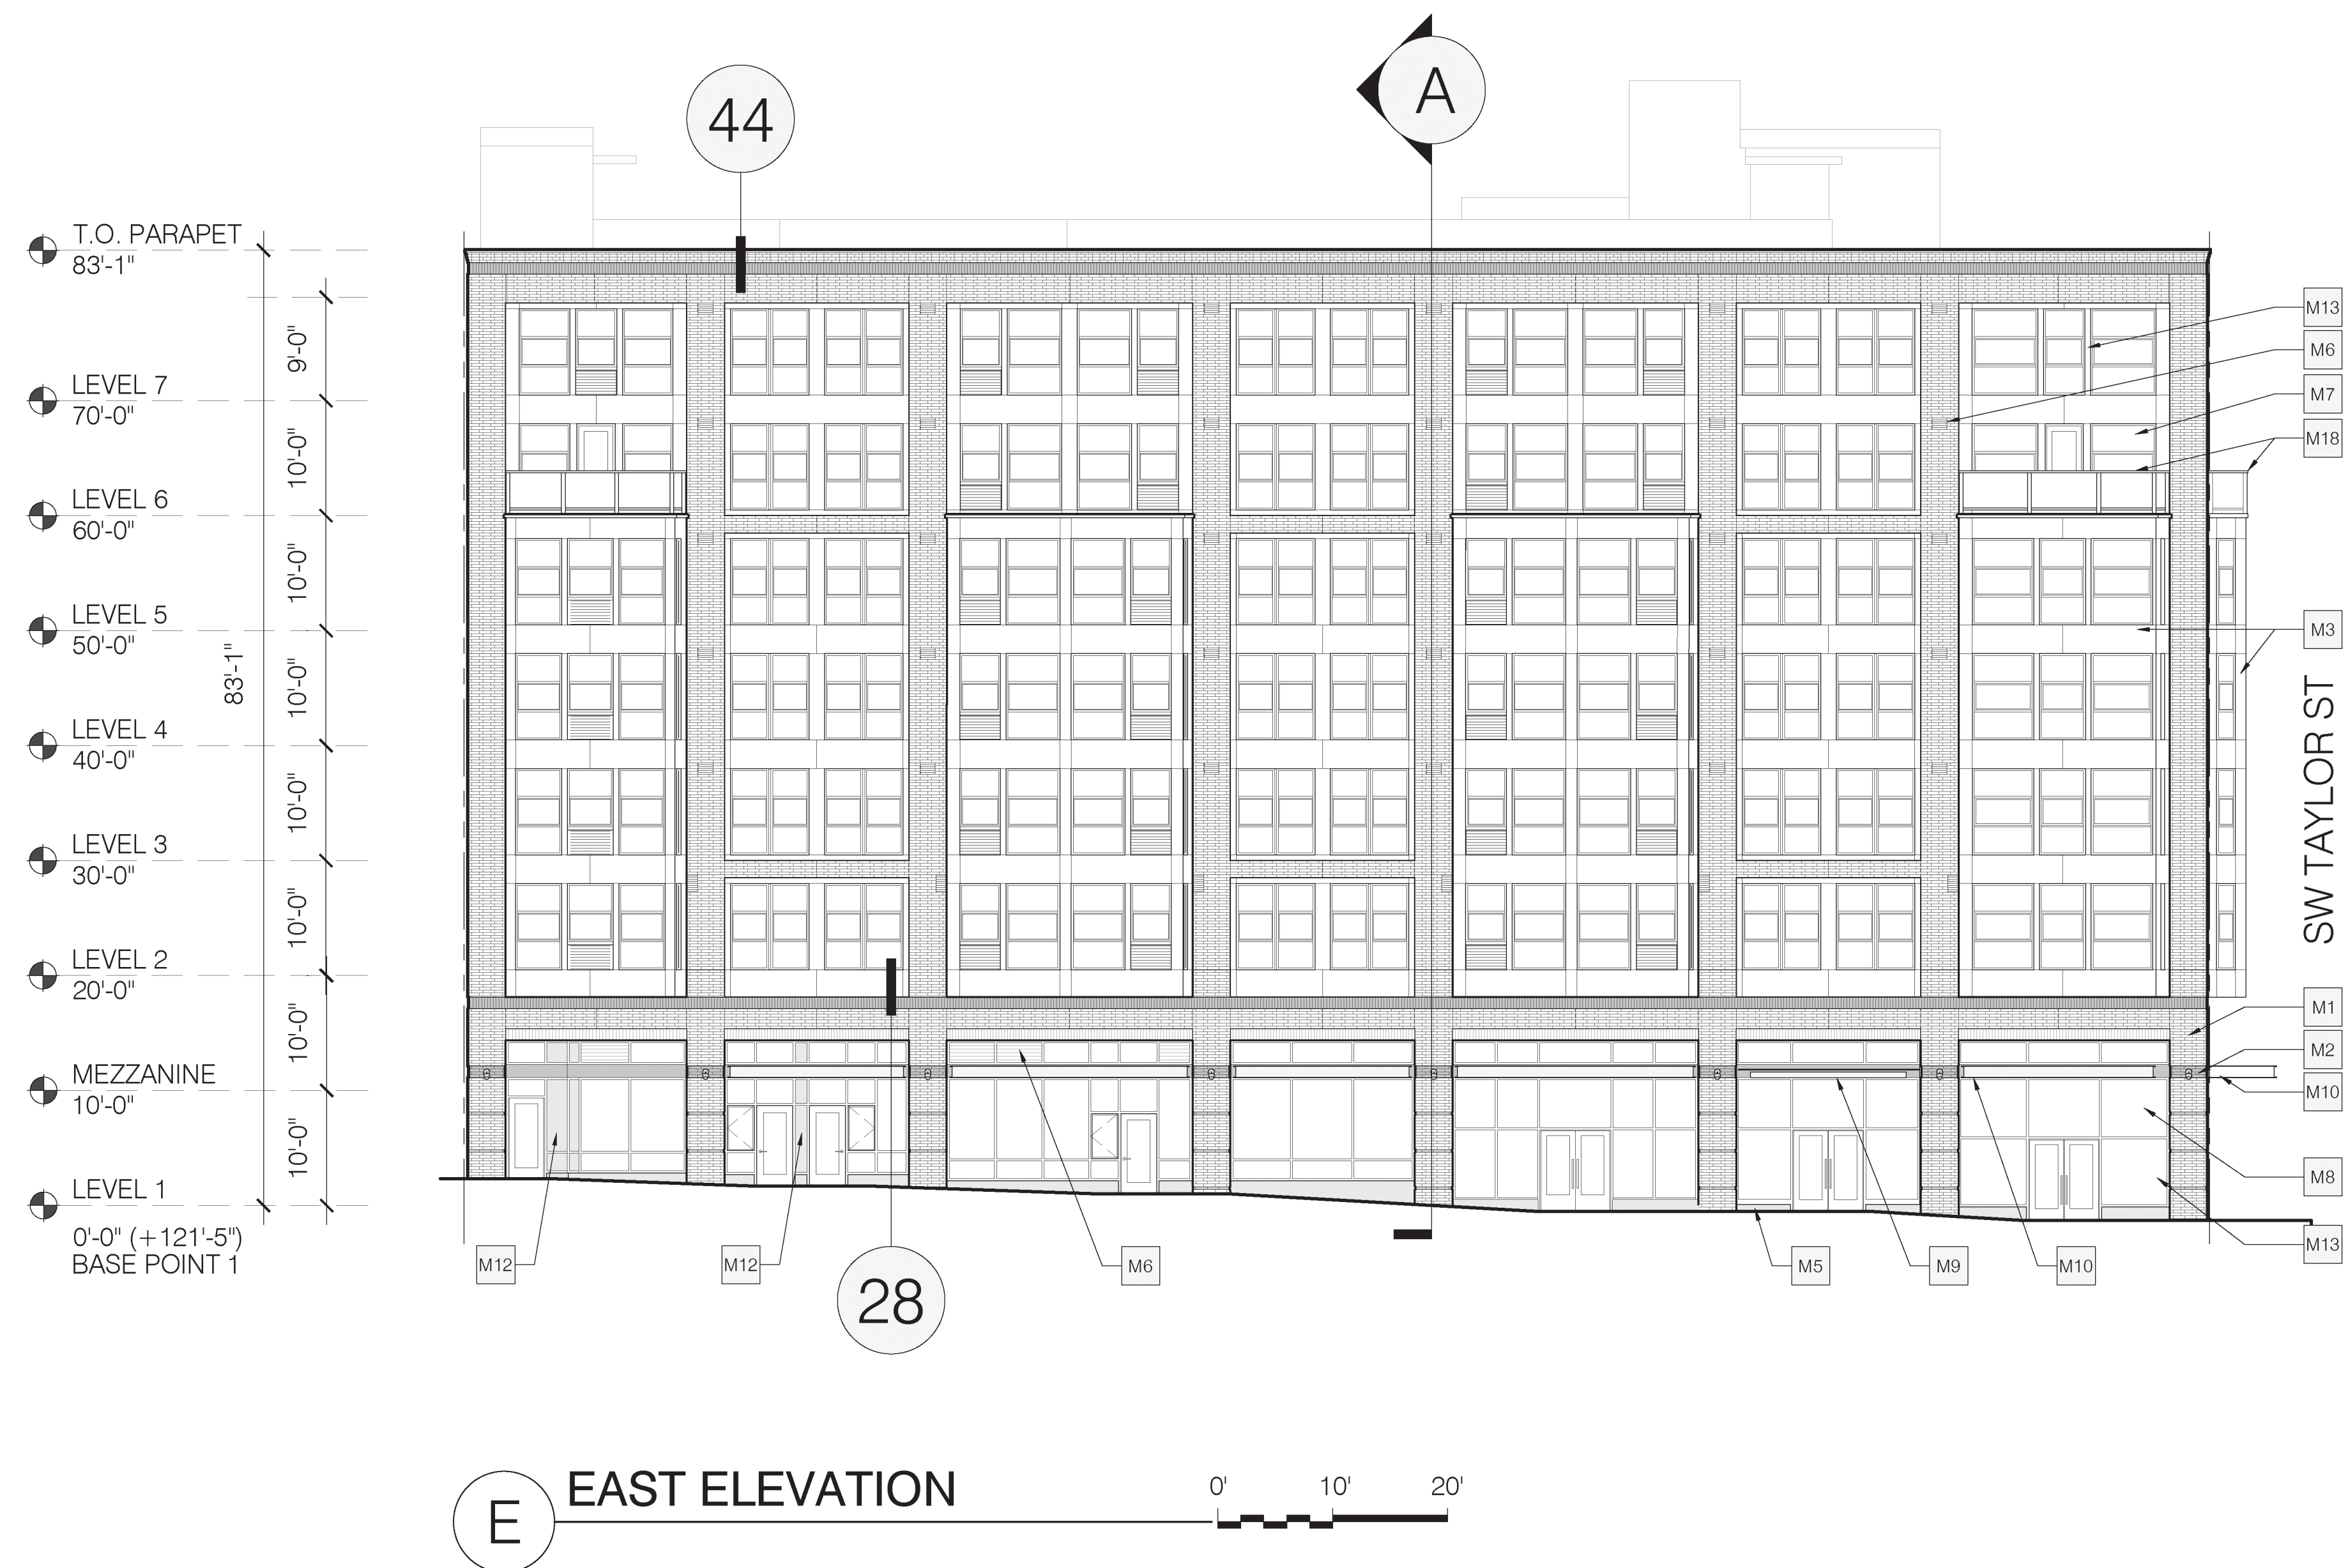 44
A
T.O. PARAPET
83'-1"
9'-0"
LEVEL 7
70'-0"
10'-0"
LEVEL 6
60'-0"
10'-0"
LEVEL 5
50'-0"
83'-1"
10'-0"
LEVEL 4
40'-0"
10'-0"
LEVEL 3
30'-0"
10'-0"
LEVEL 2
20'-0"
10'-0"
MEZZANINE
10'-0"
10'-0"
LEVEL 1
0'-0" (+121'-5")
BASE POINT 1
M13
M6
M7
M18
M3
SW TAYLOR ST
M1
M2
M10
M8
M13
M12
M12
M6
M5
M9
M10
28
E
EAST ELEVATION
0' 10' 20'